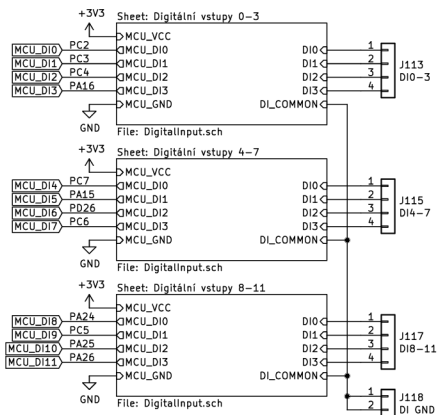 +3V3 Sheet: Digitální vstupy 0-3
MCU_VCC
MCU_DI0 PC2 MCU_DI0 DI0 1
MCU_DI1 PC3 MCU_DI1 DI1 2 J113
MCU_DI2 PC4 MCU_DI2 DI2 3 DI0-3
MCU_DI3 PA16 MCU_DI3 DI3 4
MCU_GND DI_COMMON
GND
File: DigitalInput.sch
+3V3 Sheet: Digitální vstupy 4-7
MCU_VCC
MCU_DI4 PC7 MCU_DI0 DI0 1
MCU_DI5 PA15 MCU_DI1 DI1 2 J115
MCU_DI6 PD26 MCU_DI2 DI2 3 DI4-7
MCU_DI7 PC6 MCU_DI3 DI3 4
MCU_GND DI_COMMON
GND
File: DigitalInput.sch
+3V3 Sheet: Digitální vstupy 8-11
MCU_VCC
MCU_DI8 PA24 MCU_DI0 DI0 1
MCU_DI9 PC5 MCU_DI1 DI1 2 J117
MCU_DI10 PA25 MCU_DI2 DI2 3 DI8-11
MCU_DI11 PA26 MCU_DI3 DI3 4
MCU_GND DI_COMMON
GND
File: DigitalInput.sch
1 J118
2 DI GND